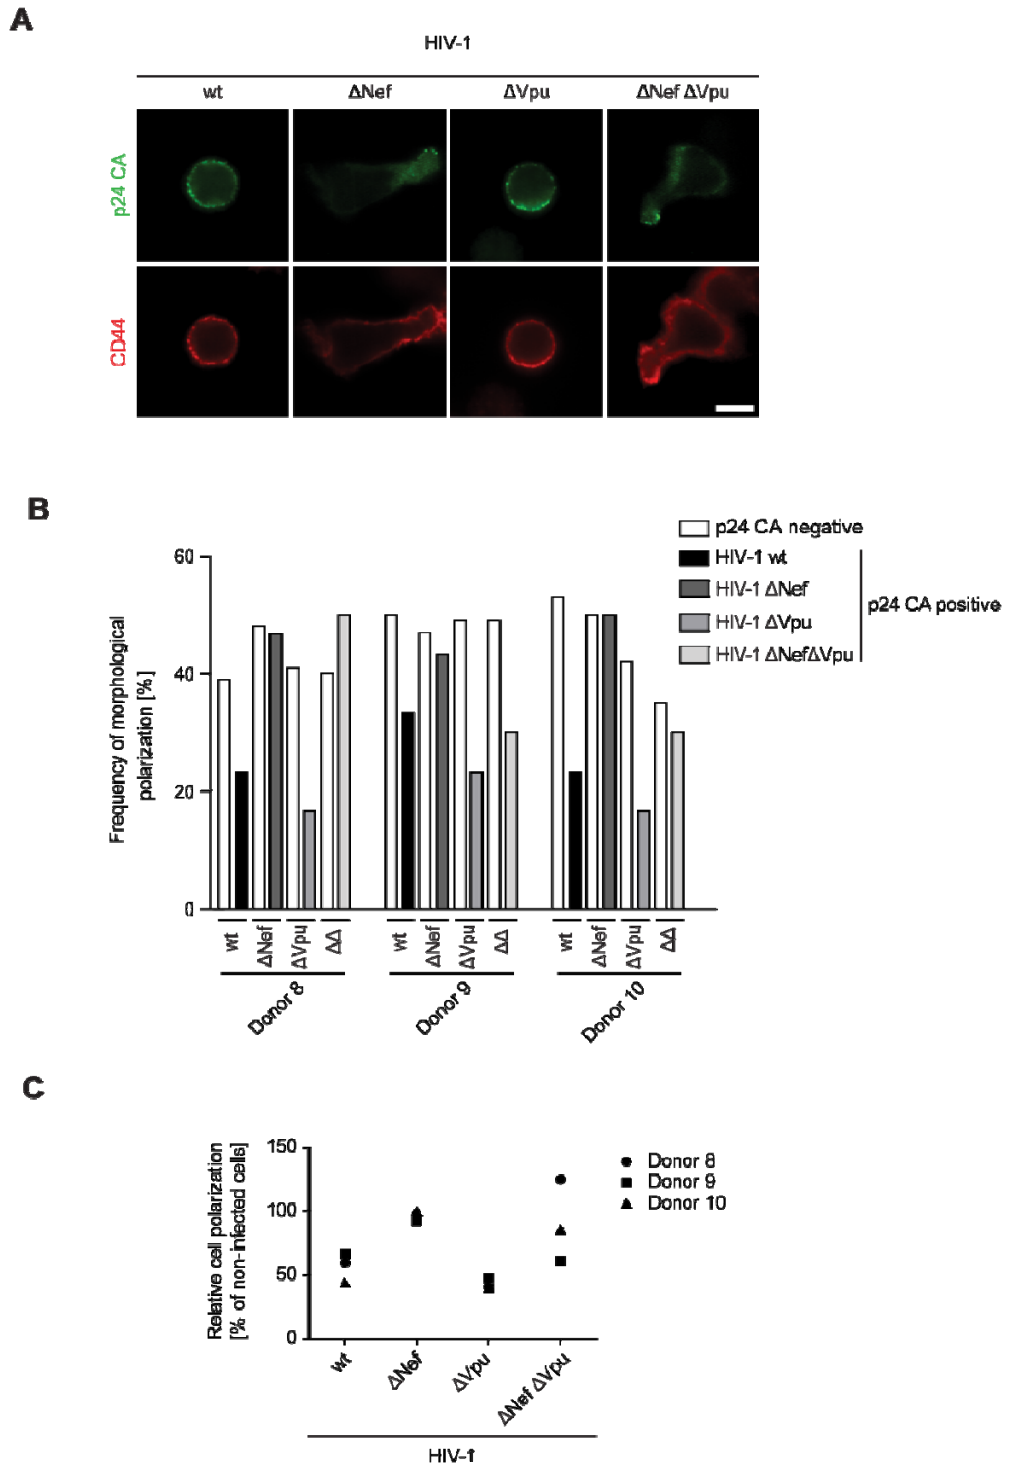 A
HIV-1
wt ΔNef ΔVpu ΔNef ΔVpu
p24 CA
CD44
B
p24 CA negative
HIV-1 wt
HIV-1 ΔNef
HIV-1 ΔVpu
HIV-1 ΔNefΔVpu
p24 CA positive
Frequency of morphological
polarization [%]
60
40
20
0
wt ΔNef ΔVpu ΔΔ wt ΔNef ΔVpu ΔΔ wt ΔNef ΔVpu ΔΔ
Donor 8 Donor 9 Donor 10
C
Relative cell polarization
[% of non-infected cells]
150
100
50
0
Donor 8
Donor 9
Donor 10
wt ΔNef ΔVpu ΔNef ΔVpu
HIV-1